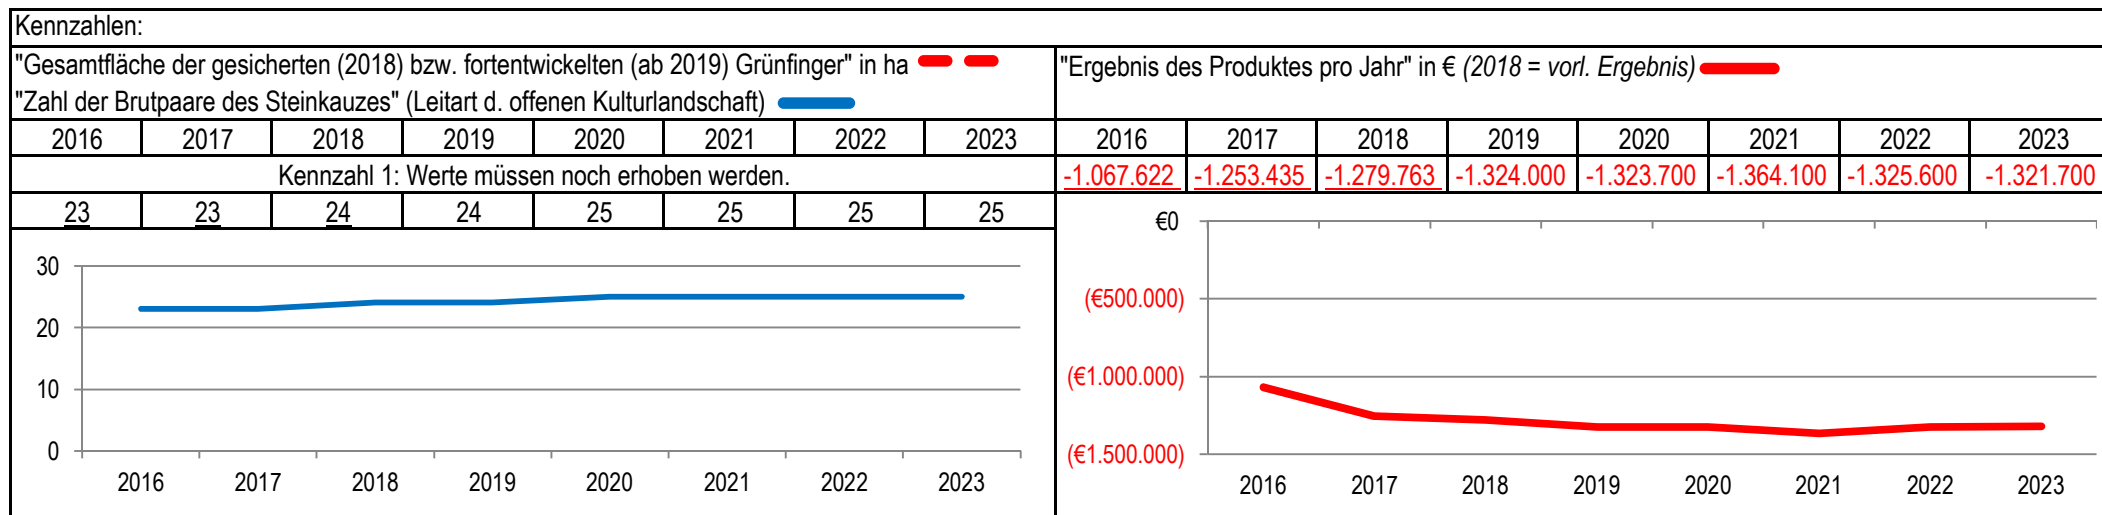 Kennzahlen:
"Gesamtfläche der gesicherten (2018) bzw. fortentwickelten (ab 2019) Grünfinger" in ha
"Zahl der Brutpaare des Steinkauzes" (Leitart d. offenen Kulturlandschaft)
"Ergebnis des Produktes pro Jahr" in € (2018 = vorl. Ergebnis)
2016 2017 2018 2019 2020 2021 2022 2023
Kennzahl 1: Werte müssen noch erhoben werden.
23 23 24 24 25 25 25 25
30
20
10
0
2016 2017 2018 2019 2020 2021 2022 2023
2016 2017 2018 2019 2020 2021 2022 2023
-1.067.622 -1.253.435 -1.279.763 -1.324.000 -1.323.700 -1.364.100 -1.325.600 -1.321.700
€0
(€500.000)
(€1.000.000)
(€1.500.000)
2016 2017 2018 2019 2020 2021 2022 2023